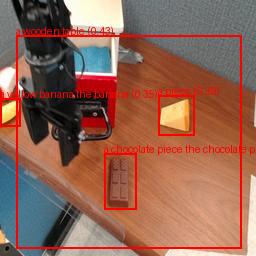 a wooden table (0.43)
a yellow banana the banana (0.35)
a chocolate piece the chocolate p